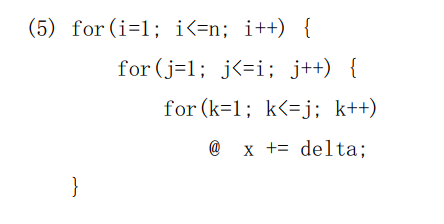 (5) for(i=1; i<=n; i++) {
for(j=1; j<=i; j++) {
for(k=1; k<=j; k++)
@ x += delta;
}